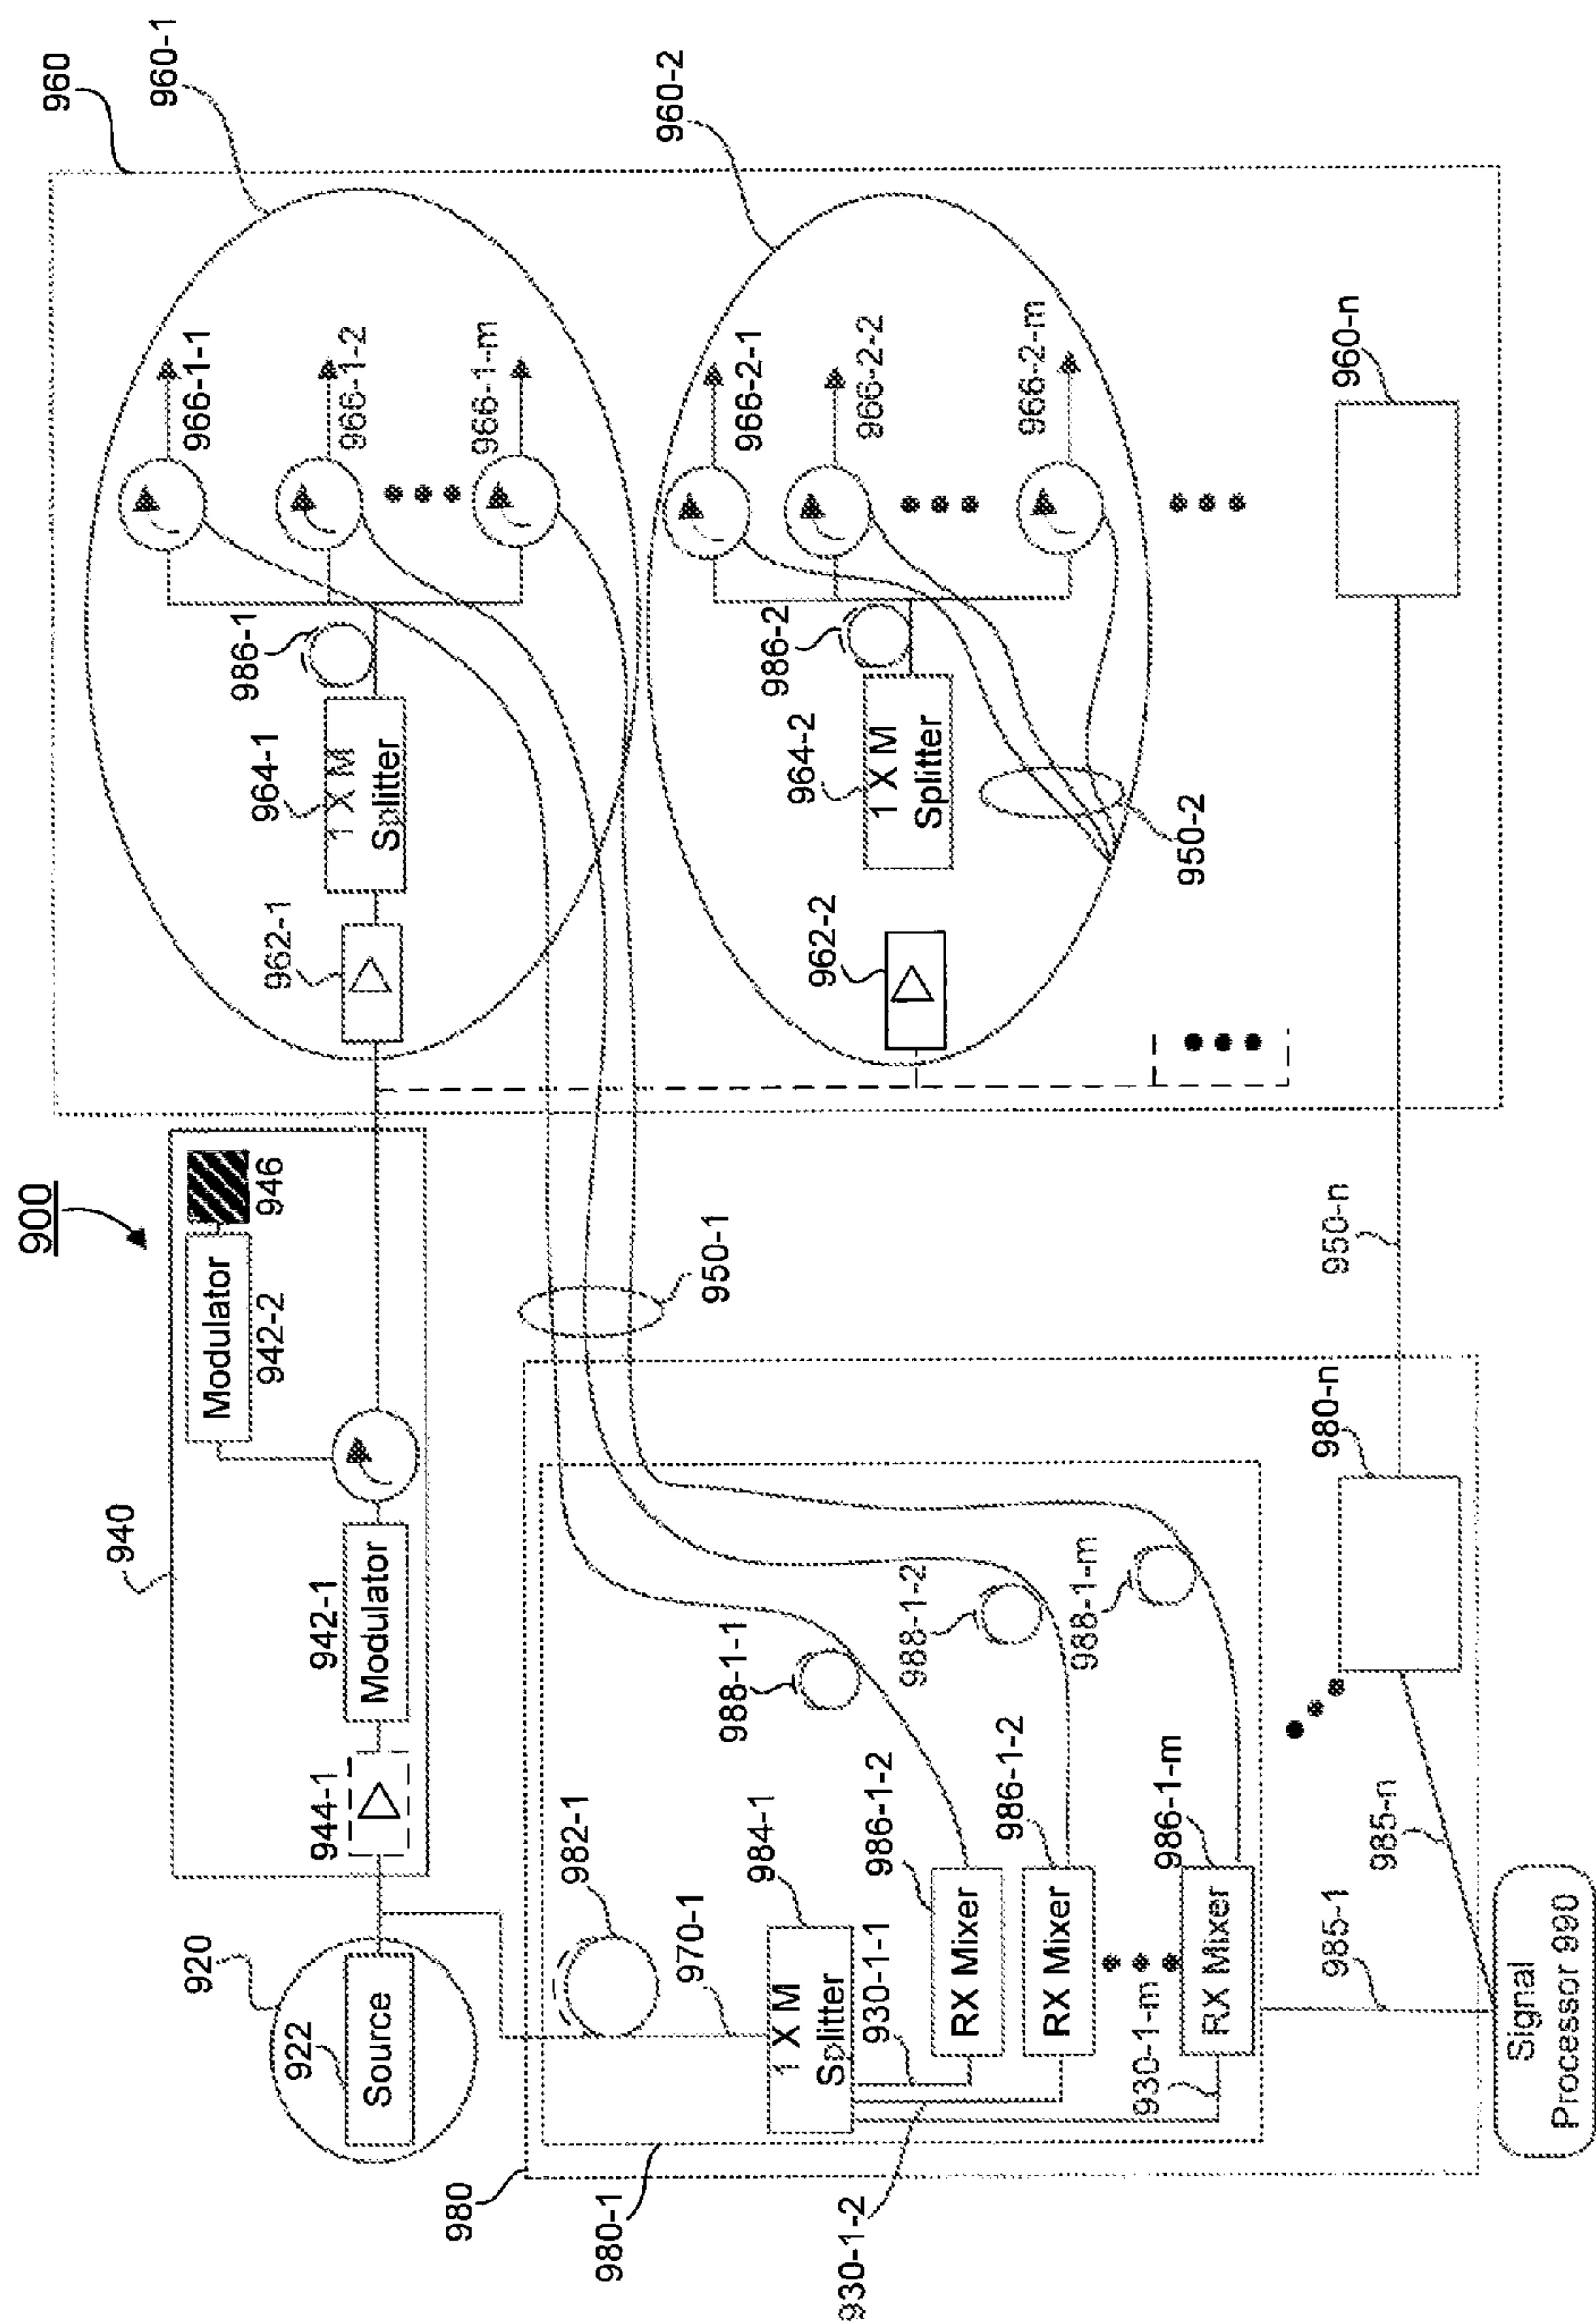 900
920
922
Source
940
944-1
942-1
Modulator
Modulator
942-2
946
960
960-1
962-1
964-1
1 X M
Splitter
986-1
966-1-1
966-1-2
966-1-m
960-2
962-2
964-2
1 X M
Splitter
986-2
966-2-1
966-2-2
966-2-m
950-2
960-n
950-1
950-n
980
980-1
982-1
970-1
984-1
1 X M
Splitter
930-1-1
930-1-2
930-1-m
988-1-1
988-1-2
988-1-m
986-1-2
RX Mixer
986-1-2
RX Mixer
986-1-m
RX Mixer
980-n
985-1
985-n
Signal
Processor 990